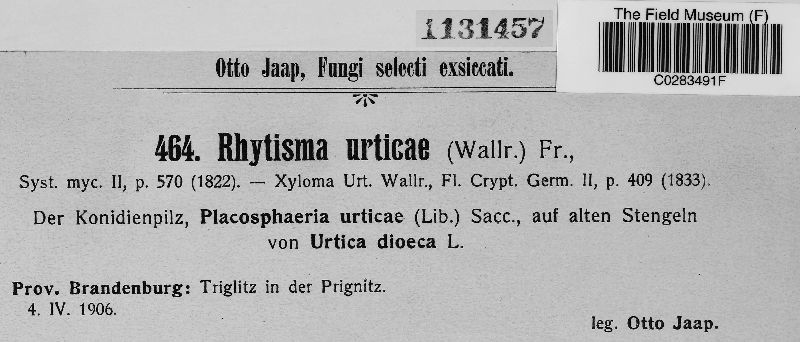 1131457
The Field Museum (F)
C0283491F
Otto Jaap, Fungi selecti exsiccati.
464. Rhytisma urticae (Wallr.) Fr.,
Syst. myc. II, p. 570 (1822). — Xyloma Urt. Wallr., Fl. Crypt. Germ. II, p. 409 (1833).
Der Konidienpilz, Placosphaeria urticae (Lib.) Sacc., auf alten Stengeln
von Urtica dioeca L.
Prov. Brandenburg: Triglitz in der Prignitz.
4. IV. 1906.
leg. Otto Jaap.